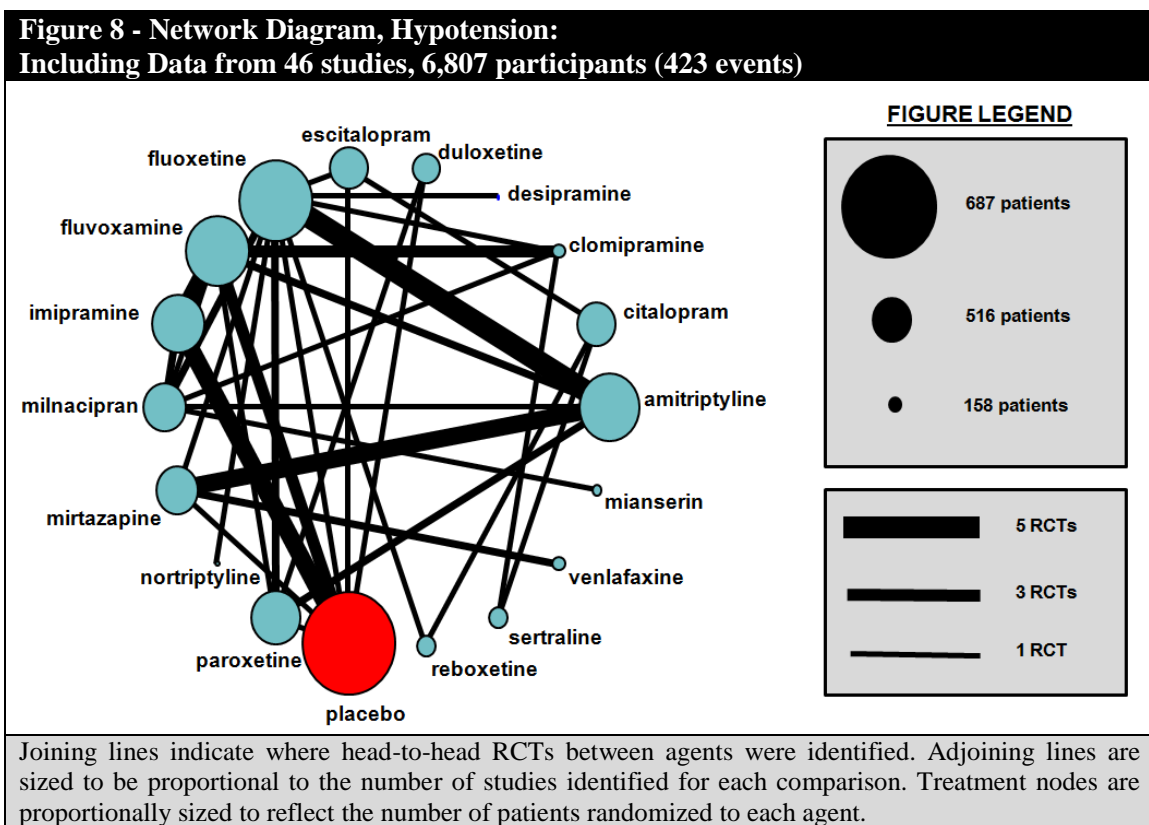 Figure 8 - Network Diagram, Hypotension:
Including Data from 46 studies, 6,807 participants (423 events)
FIGURE LEGEND
escitalopram
duloxetine
fluoxetine
desipramine
687 patients
fluvoxamine
clomipramine
imipramine
citalopram
516 patients
milnacipran
amitriptyline
158 patients
mirtazapine
mianserin
5 RCTs
nortriptyline
venlafaxine
3 RCTs
sertraline
1 RCT
paroxetine
reboxetine
placebo
Joining lines indicate where head-to-head RCTs between agents were identified. Adjoining lines are
sized to be proportional to the number of studies identified for each comparison. Treatment nodes are
proportionally sized to reflect the number of patients randomized to each agent.